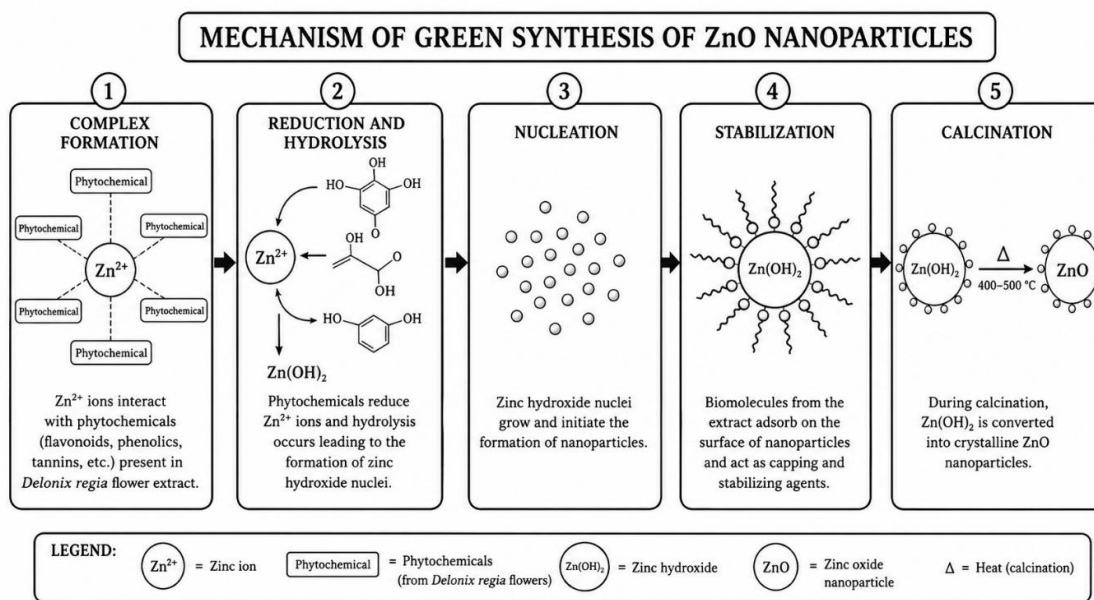 MECHANISM OF GREEN SYNTHESIS OF ZnO NANOPARTICLES
1
COMPLEX
FORMATION
Phytochemical
Phytochemical
Phytochemical
Zn²⁺
Phytochemical
Phytochemical
Phytochemical
Zn²⁺ ions interact
with phytochemicals
(flavonoids, phenolics,
tannins, etc.) present in
Delonix regia flower extract.
2
REDUCTION AND
HYDROLYSIS
OH
HO
OH
O
Zn²⁺
OH
O
OH
HO
OH
Zn(OH)₂
Phytochemicals reduce
Zn²⁺ ions and hydrolysis
occurs leading to the
formation of zinc
hydroxide nuclei.
3
NUCLEATION
Zinc hydroxide nuclei
grow and initiate the
formation of nanoparticles.
4
STABILIZATION
Zn(OH)₂
Biomolecules from the
extract adsorb on the
surface of nanoparticles
and act as capping and
stabilizing agents.
5
CALCINATION
Zn(OH)₂
Δ
400–500 °C
ZnO
During calcination,
Zn(OH)₂ is converted
into crystalline ZnO
nanoparticles.
LEGEND:
Zn²⁺ = Zinc ion
Phytochemical = Phytochemicals
(from Delonix regia flowers)
Zn(OH)₂ = Zinc hydroxide
ZnO = Zinc oxide
nanoparticle
Δ = Heat (calcination)